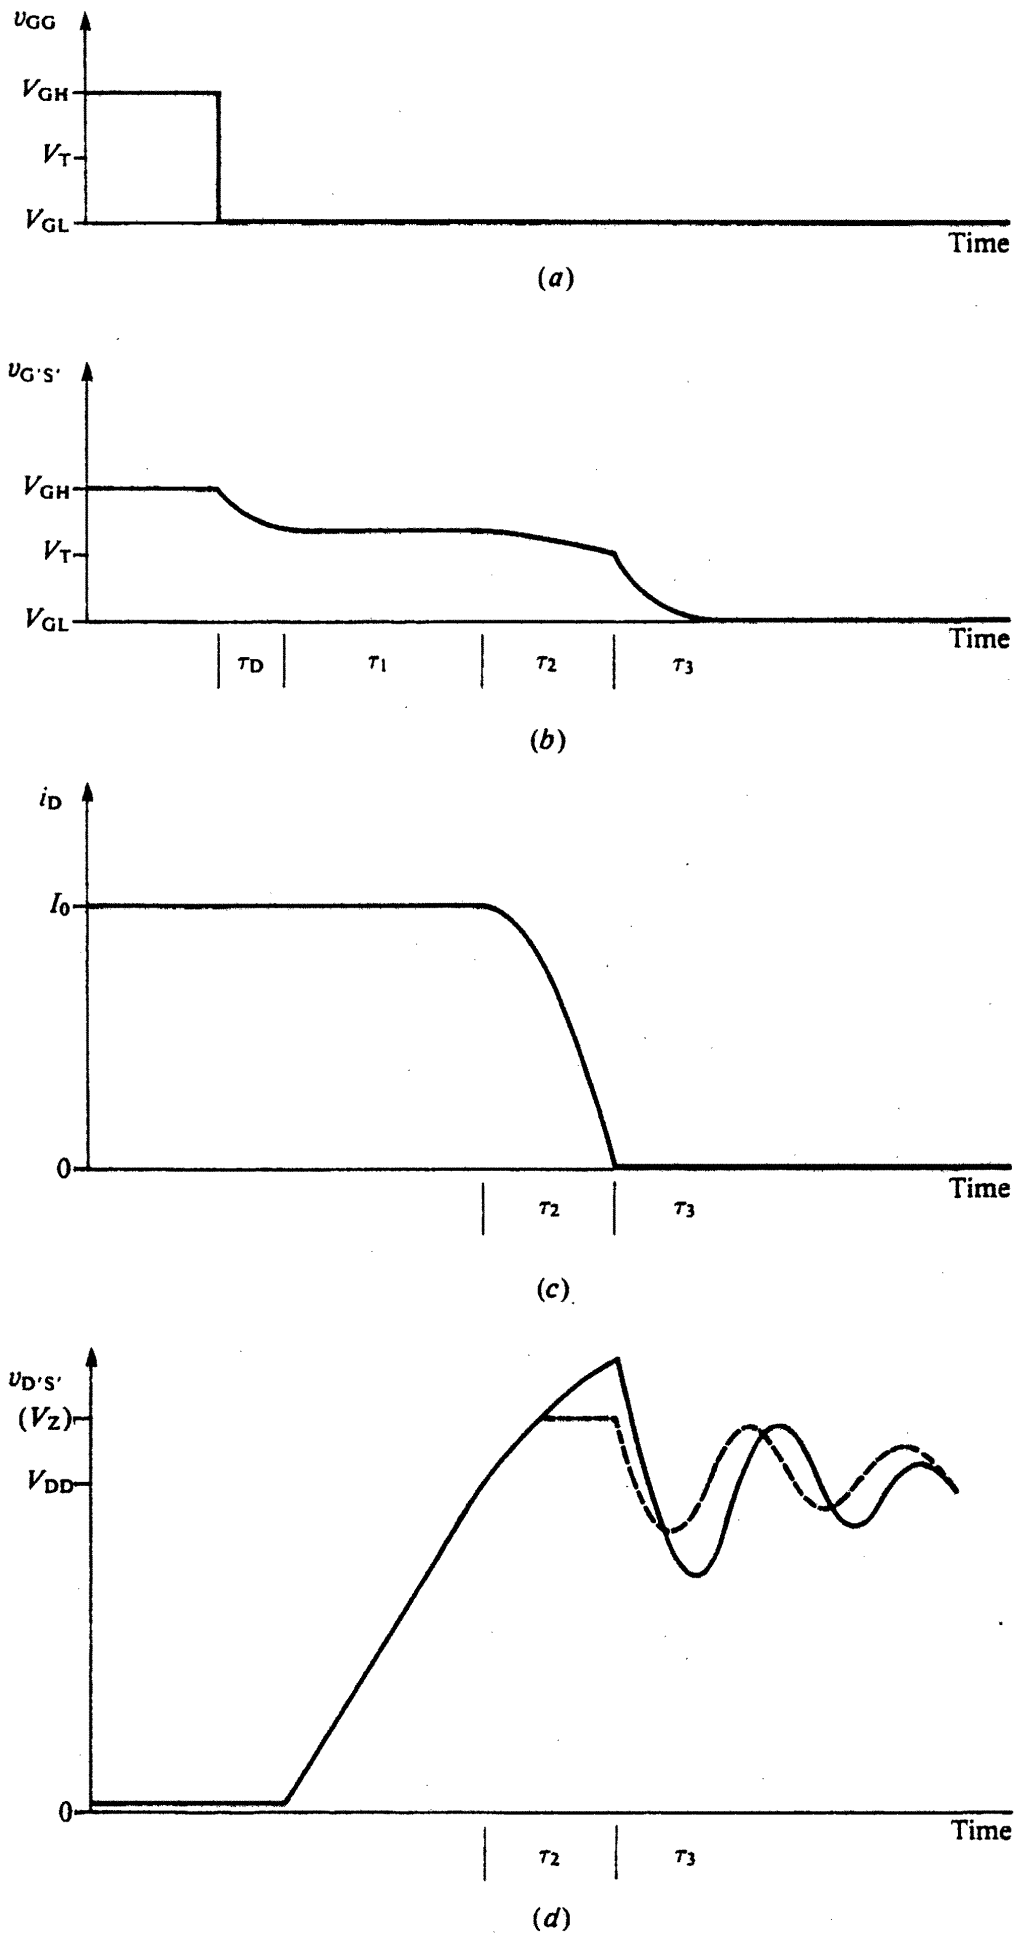 vGG
VGH
VT
VGL
Time
(a)
vG'S'
VGH
VT
VGL
Time
τD τ1 τ2 τ3
(b)
iD
I0
0
Time
τ2 τ3
(c)
vD'S'
(VZ)
VDD
0
Time
τ2 τ3
(d)